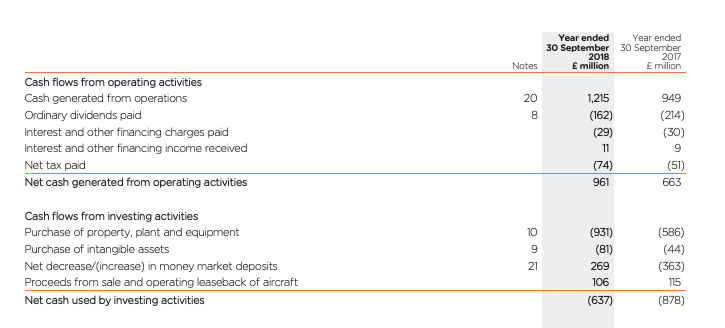 Year ended 30 September 2018 £ million Year ended 30 September 2017 £ million
Notes
Cash flows from operating activities
Cash generated from operations 20 1,215 949
Ordinary dividends paid 8 (162) (214)
Interest and other financing charges paid (29) (30)
Interest and other financing income received 11 9
Net tax paid (74) (51)
Net cash generated from operating activities 961 663
Cash flows from investing activities
Purchase of property, plant and equipment 10 (931) (586)
Purchase of intangible assets 9 (81) (44)
Net decrease/(increase) in money market deposits 21 269 (363)
Proceeds from sale and operating leaseback of aircraft 106 115
Net cash used by investing activities (637) (878)